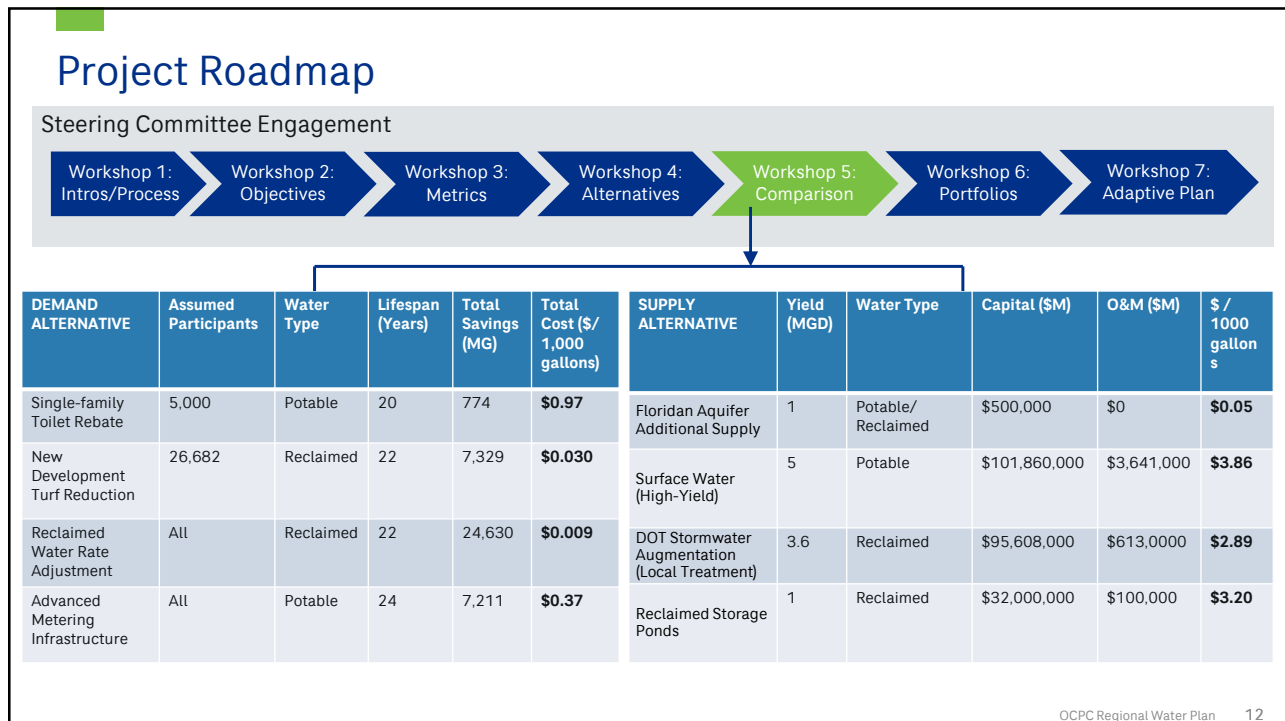 Project Roadmap
Steering Committee Engagement
Workshop 1:
Intros/Process
Workshop 2:
Objectives
Workshop 3:
Metrics
Workshop 4:
Alternatives
Workshop 5:
Comparison
Workshop 6:
Portfolios
Workshop 7:
Adaptive Plan
DEMAND
ALTERNATIVE
Assumed
Participants
Water
Type
Lifespan
(Years)
Total
Savings
(MG)
Total
Cost ($/
1,000
gallons)
Single-family
Toilet Rebate
5,000
Potable
20
774
$0.97
New
Development
Turf Reduction
26,682
Reclaimed
22
7,329
$0.030
Reclaimed
Water Rate
Adjustment
All
Reclaimed
22
24,630
$0.009
Advanced
Metering
Infrastructure
All
Potable
24
7,211
$0.37
SUPPLY
ALTERNATIVE
Yield
(MGD)
Water Type
Capital ($M)
O&M ($M)
$ /
1000
gallon
s
Floridan Aquifer
Additional Supply
1
Potable/
Reclaimed
$500,000
$0
$0.05
Surface Water
(High-Yield)
5
Potable
$101,860,000
$3,641,000
$3.86
DOT Stormwater
Augmentation
(Local Treatment)
3.6
Reclaimed
$95,608,000
$613,0000
$2.89
Reclaimed Storage
Ponds
1
Reclaimed
$32,000,000
$100,000
$3.20
OCPC Regional Water Plan 12